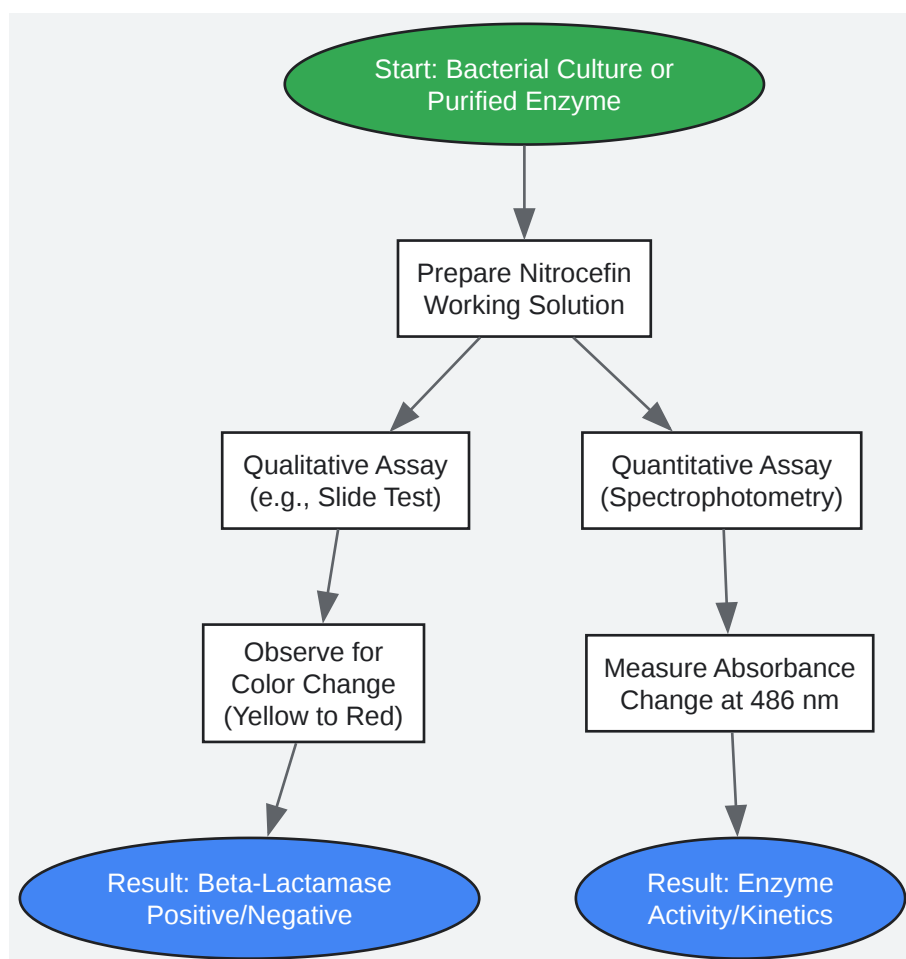 Start: Bacterial Culture or
Purified Enzyme
Prepare Nitrocefin
Working Solution
Qualitative Assay
(e.g., Slide Test)
Quantitative Assay
(Spectrophotometry)
Observe for
Color Change
(Yellow to Red)
Measure Absorbance
Change at 486 nm
Result: Beta-Lactamase
Positive/Negative
Result: Enzyme
Activity/Kinetics